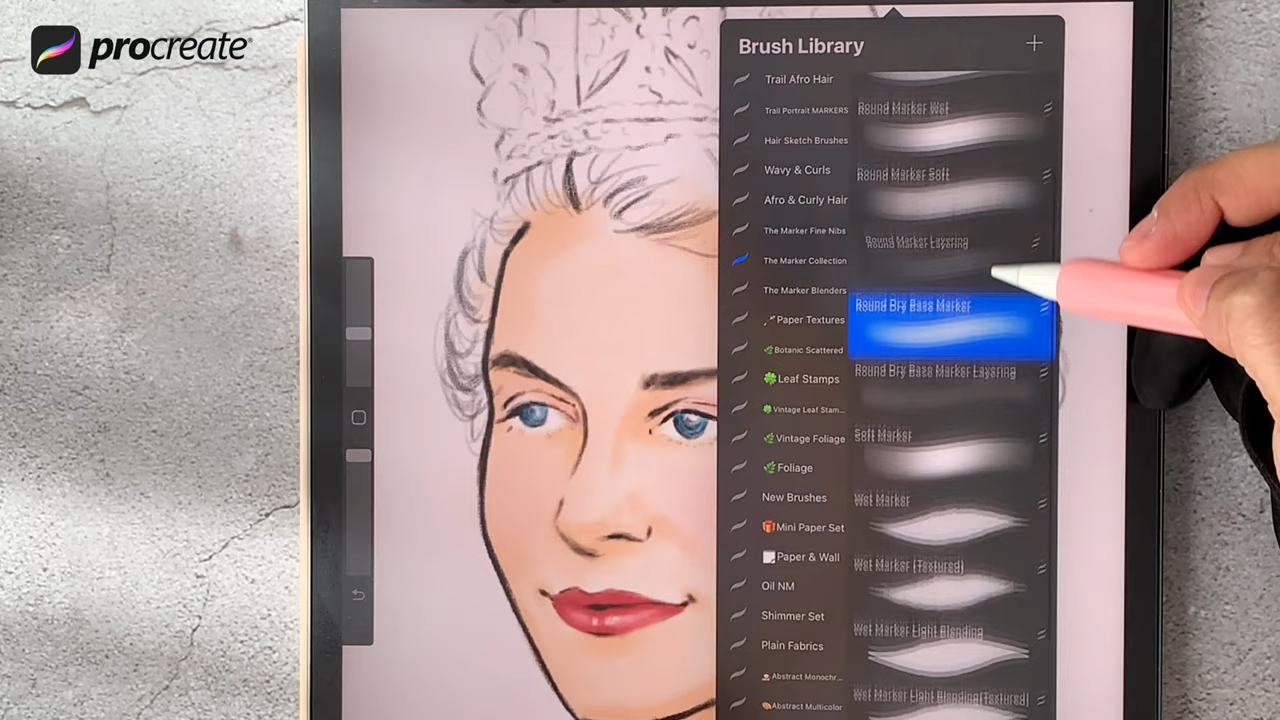 procreate
Brush Library
Trail Afro Hair
Trail Portrait MARKERS
Hair Sketch Brushes
Wavy & Curls
Afro & Curly Hair
The Marker Fine Nibs
The Marker Collection
The Marker Blenders
Paper Textures
Botanic Scattered
Leaf Stamps
Vintage Leaf Stam...
Vintage Foliage
Foliage
New Brushes
Mini Paper Set
Paper & Wall
Oil NM
Shimmer Set
Plain Fabrics
Abstract Monochr...
Abstract Multicolor
Round Marker Wet
Round Marker Soft
Round Marker Layering
Round Dry Base Marker
Round Dry Base Marker Layering
Soft Marker
Wet Marker
Wet Marker (Textured)
Wet Marker Light Blending
Wet Marker Light Blending(Textured)